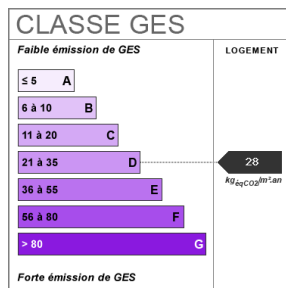 CLASSE GES
Faible émission de GES
LOGEMENT
≤ 5 A
6 à 10 B
11 à 20 C
21 à 35 D
28
kgéqCO2/m².an
36 à 55 E
56 à 80 F
> 80 G
Forte émission de GES